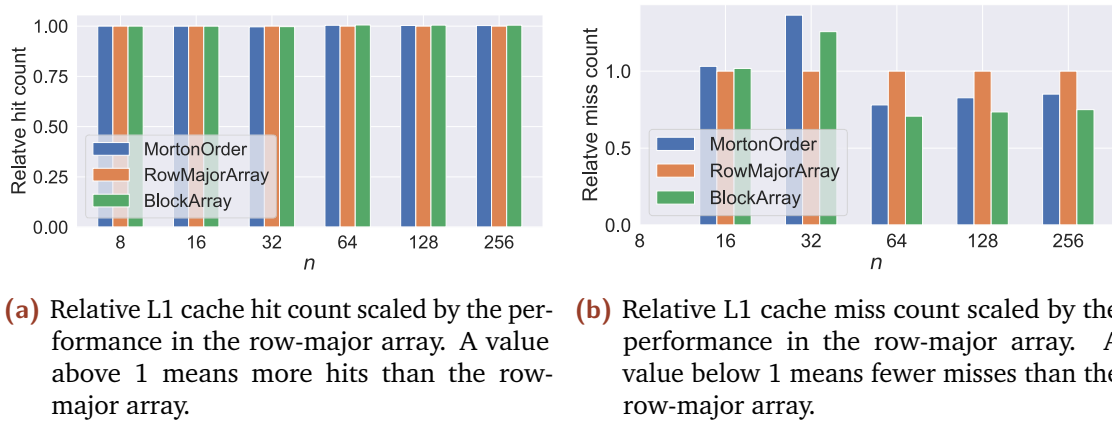 1.00
0.75
0.50
0.25
0.00
Relatve hit count
MortonOrder
RowMajorArray
BlockArray
8 16 32 64 128 256
n
1.0
0.5
0.0
Relatve miss count
MortonOrder
RowMajorArray
BlockArray
8 16 32 64 128 256
n
(a) Relative L1 cache hit count scaled by the per-
formance in the row-major array. A value
above 1 means more hits than the row-
major array.
(b) Relative L1 cache miss count scaled by the
performance in the row-major array. A
value below 1 means fewer misses than the
row-major array.